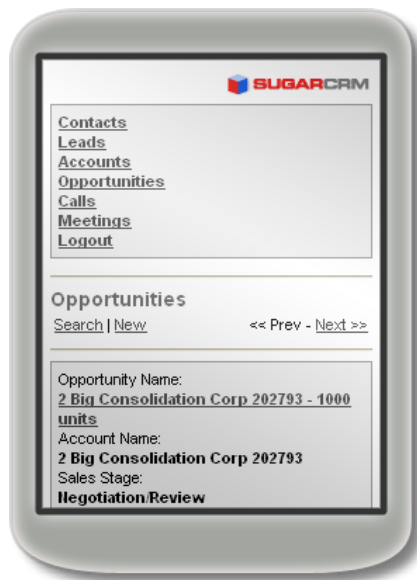 SUGARCRM
Contacts
Leads
Accounts
Opportunities
Calls
Meetings
Logout
Opportunities
Search | New << Prev - Next >>
Opportunity Name:
2 Big Consolidation Corp 202793 - 1000
units
Account Name:
2 Big Consolidation Corp 202793
Sales Stage:
Negotiation/Review